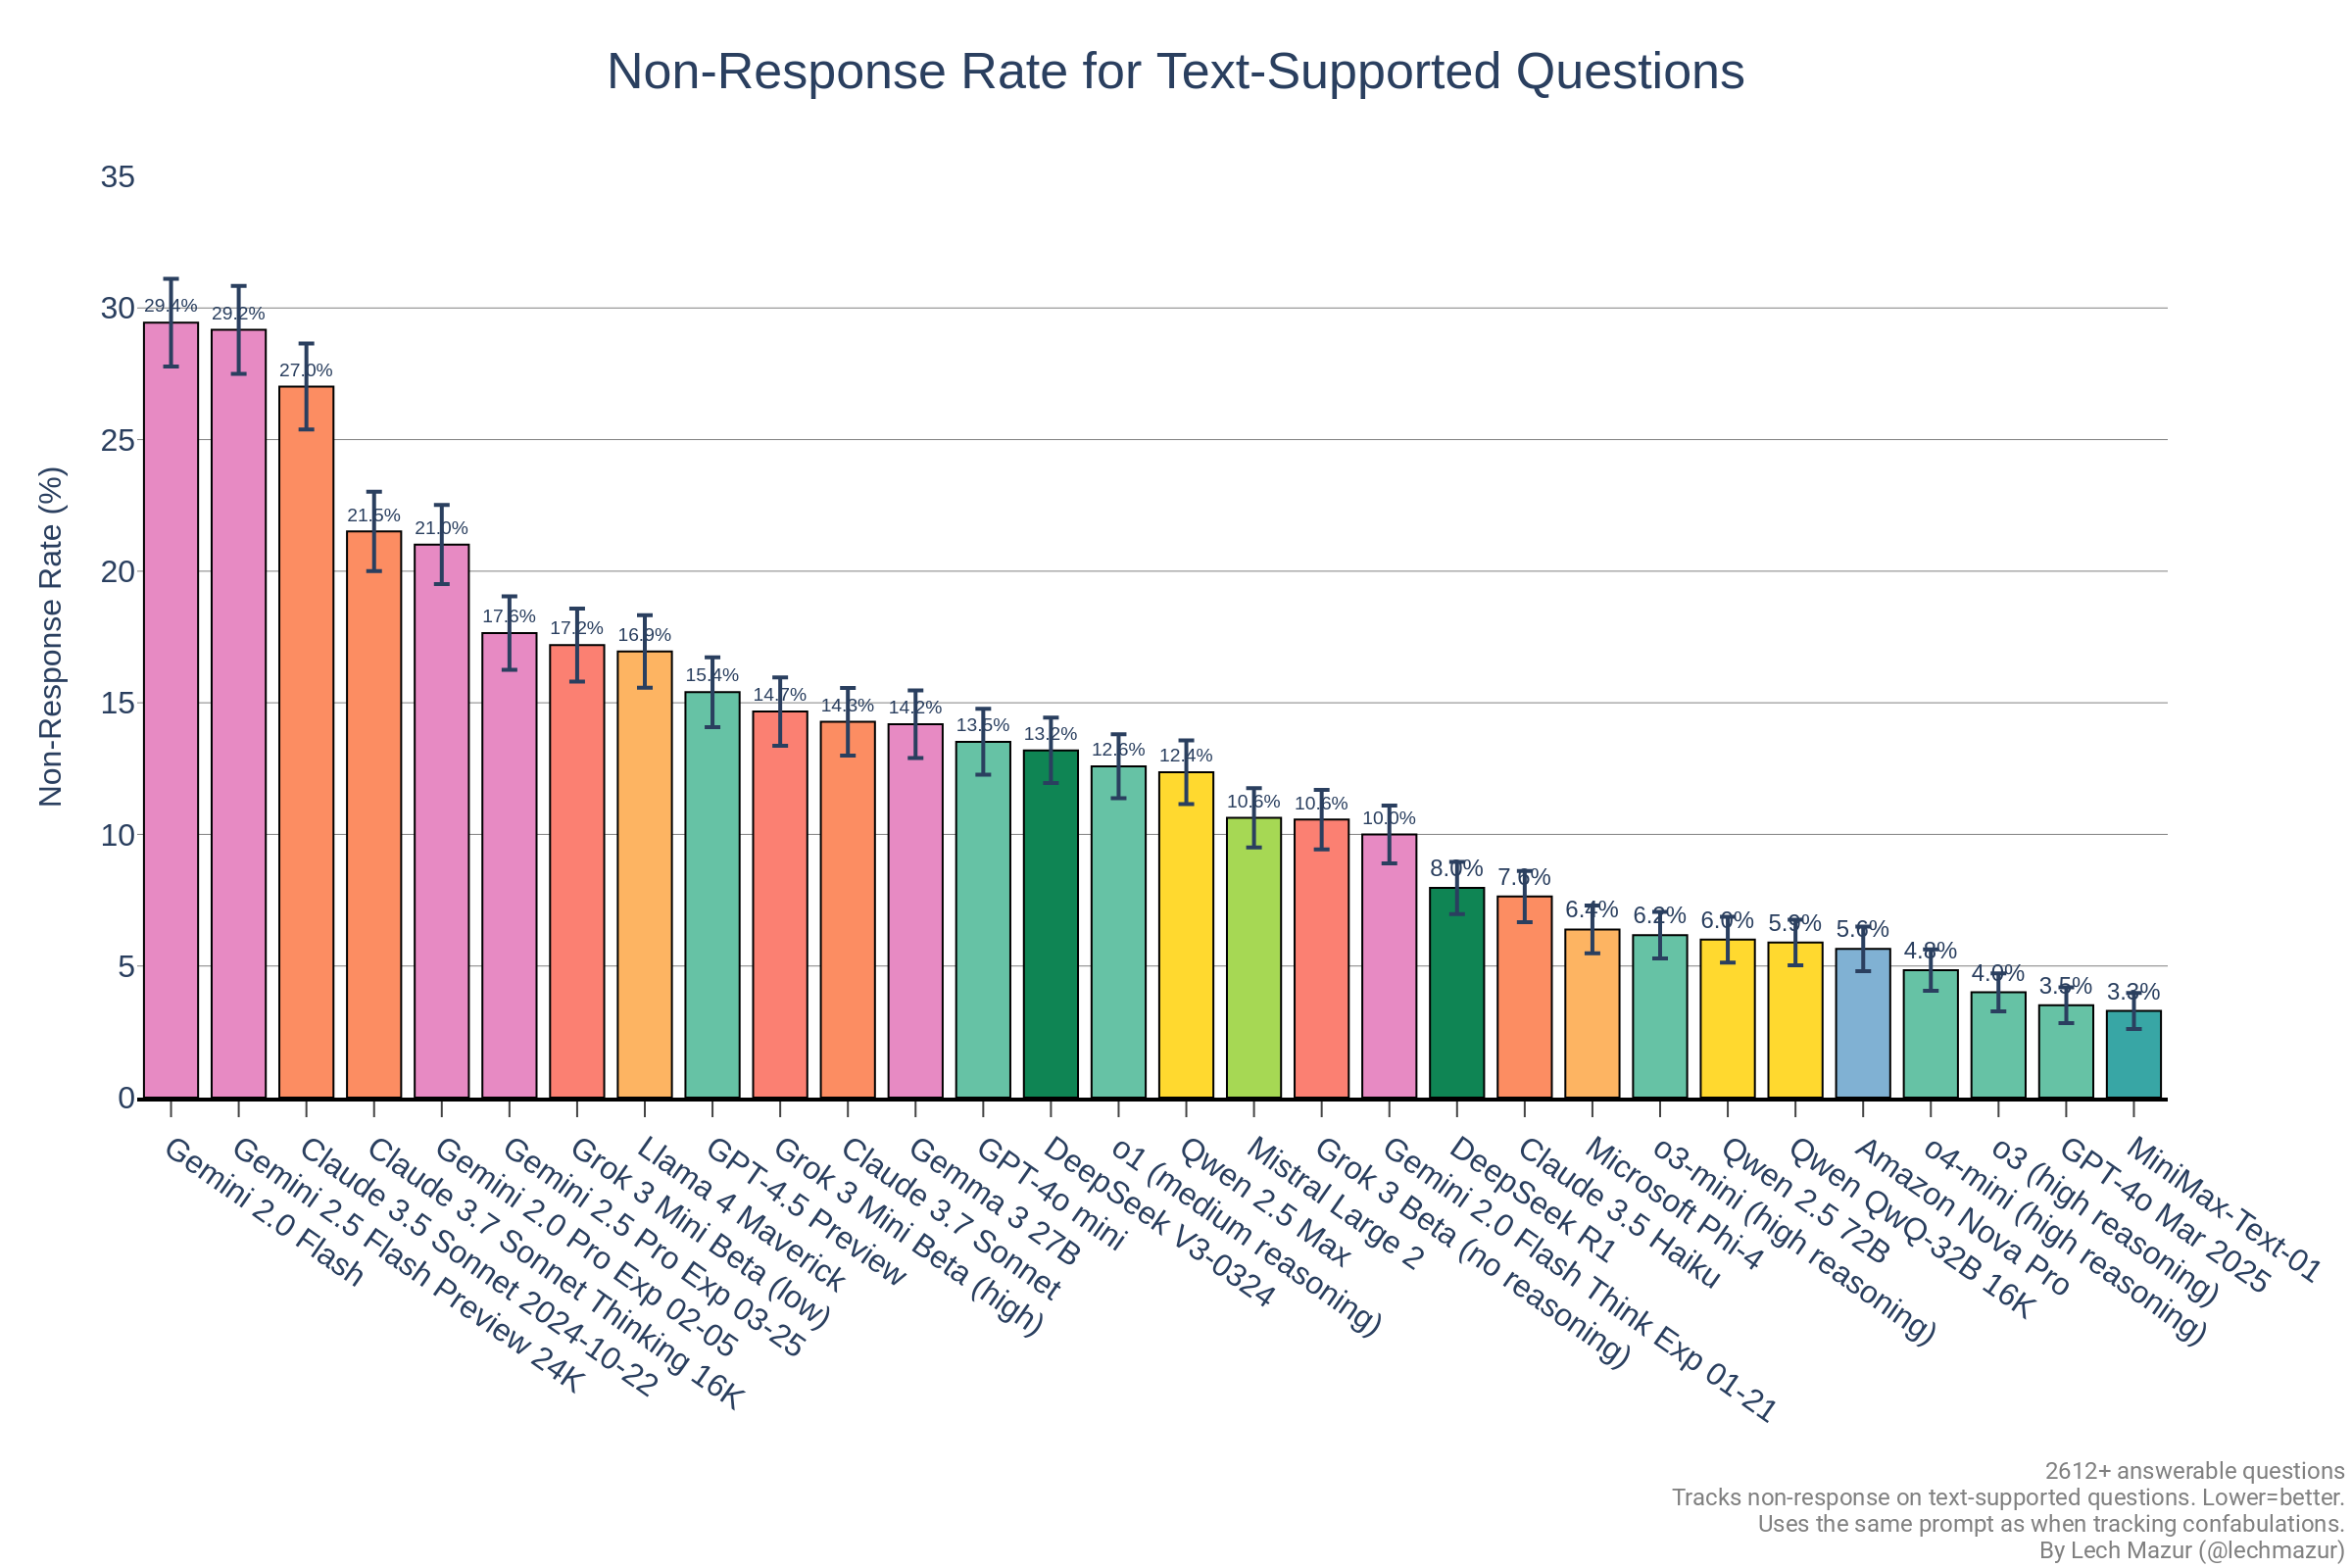 Non-Response Rate for Text-Supported Questions
Non-Response Rate (%)
35
30
25
20
15
10
5
0
29.4%
29.2%
27.0%
21.5%
21.0%
17.6%
17.2%
16.9%
15.4%
14.7%
14.3%
14.2%
13.5%
13.2%
12.6%
12.4%
10.6%
10.6%
10.0%
8.0%
7.6%
6.4%
6.2%
6.0%
5.9%
5.6%
4.8%
4.0%
3.5%
3.3%
Gemini 2.0 Flash
Gemini 2.5 Flash Preview 24K
Claude 3.5 Sonnet 2024-10-22
Claude 3.7 Sonnet Thinking 16K
Gemini 2.0 Pro Exp 02-05
Gemini 2.5 Pro Exp 03-25
Grok 3 Mini Beta (low)
Llama 4 Maverick
GPT-4.5 Preview
Grok 3 Mini Beta (high)
Claude 3.7 Sonnet
Gemma 3 27B
GPT-4o mini
DeepSeek V3-0324
o1 (medium reasoning)
Qwen 2.5 Max
Mistral Large 2
Grok 3 Beta (no reasoning)
Gemini 2.0 Flash Think Exp 01-21
DeepSeek R1
Claude 3.5 Haiku
Microsoft Phi-4
o3-mini (high reasoning)
Qwen 2.5 72B
Qwen QwQ-32B 16K
Amazon Nova Pro
o4-mini (high reasoning)
o3 (high reasoning)
GPT-4o Mar 2025
MiniMax-Text-01
2612+ answerable questions
Tracks non-response on text-supported questions. Lower=better.
Uses the same prompt as when tracking confabulations.
By Lech Mazur (@lechmazur)